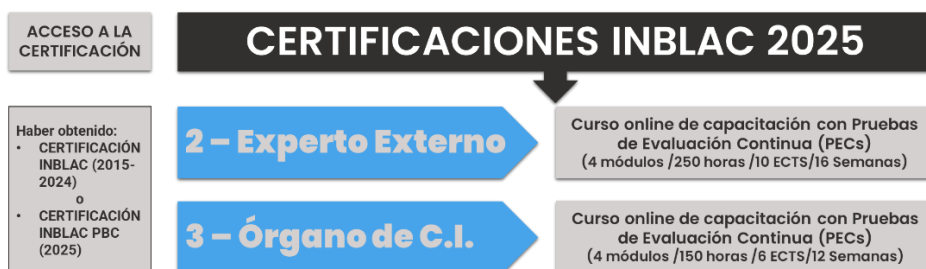 ACCESO A LA
CERTIFICACIÓN
CERTIFICACIONES INBLAC 2025
Haber obtenido:
• CERTIFICACIÓN
INBLAC (2015-
2024)
o
• CERTIFICACIÓN
INBLAC PBC
(2025)
2 – Experto Externo
Curso online de capacitación con Pruebas
de Evaluación Continua (PECs)
(4 módulos /250 horas /10 ECTS/16 Semanas)
3 – Órgano de C.I.
Curso online de capacitación con Pruebas
de Evaluación Continua (PECs)
(4 módulos /150 horas /6 ECTS/12 Semanas)